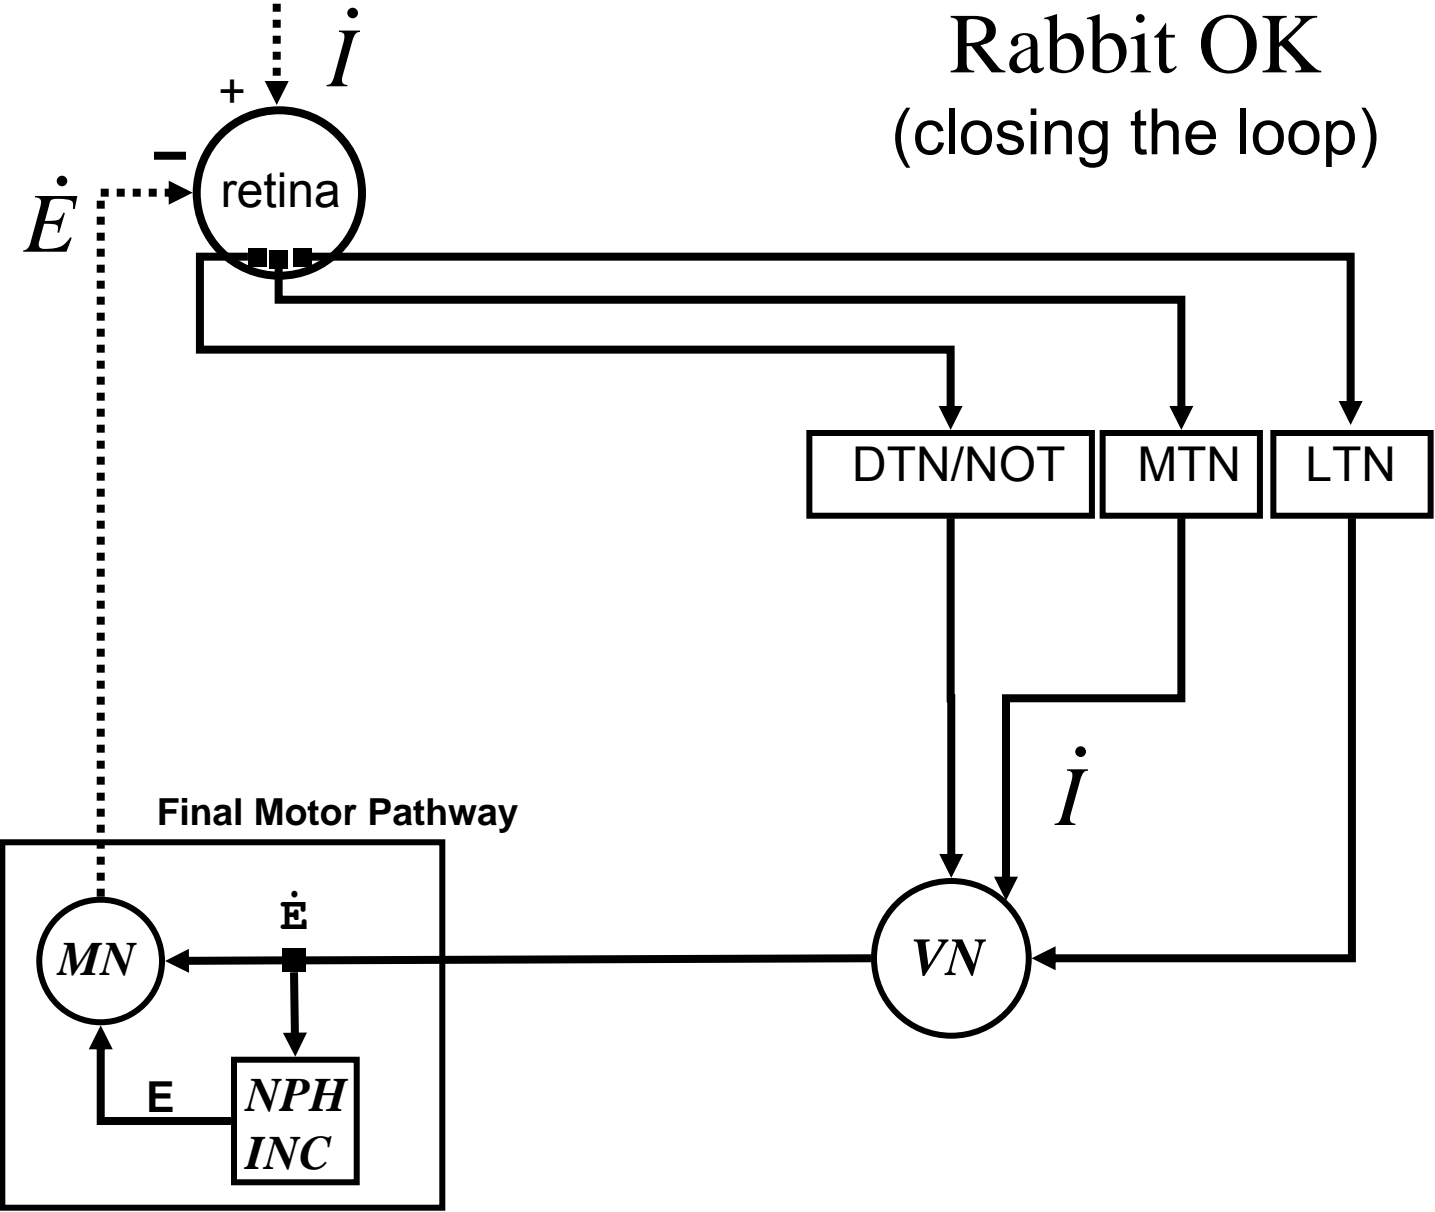 İ
Rabbit OK
(closing the loop)
+
−
retina
Ė
DTN/NOT
MTN
LTN
İ
Final Motor Pathway
Ė
MN
VN
E
NPH
INC